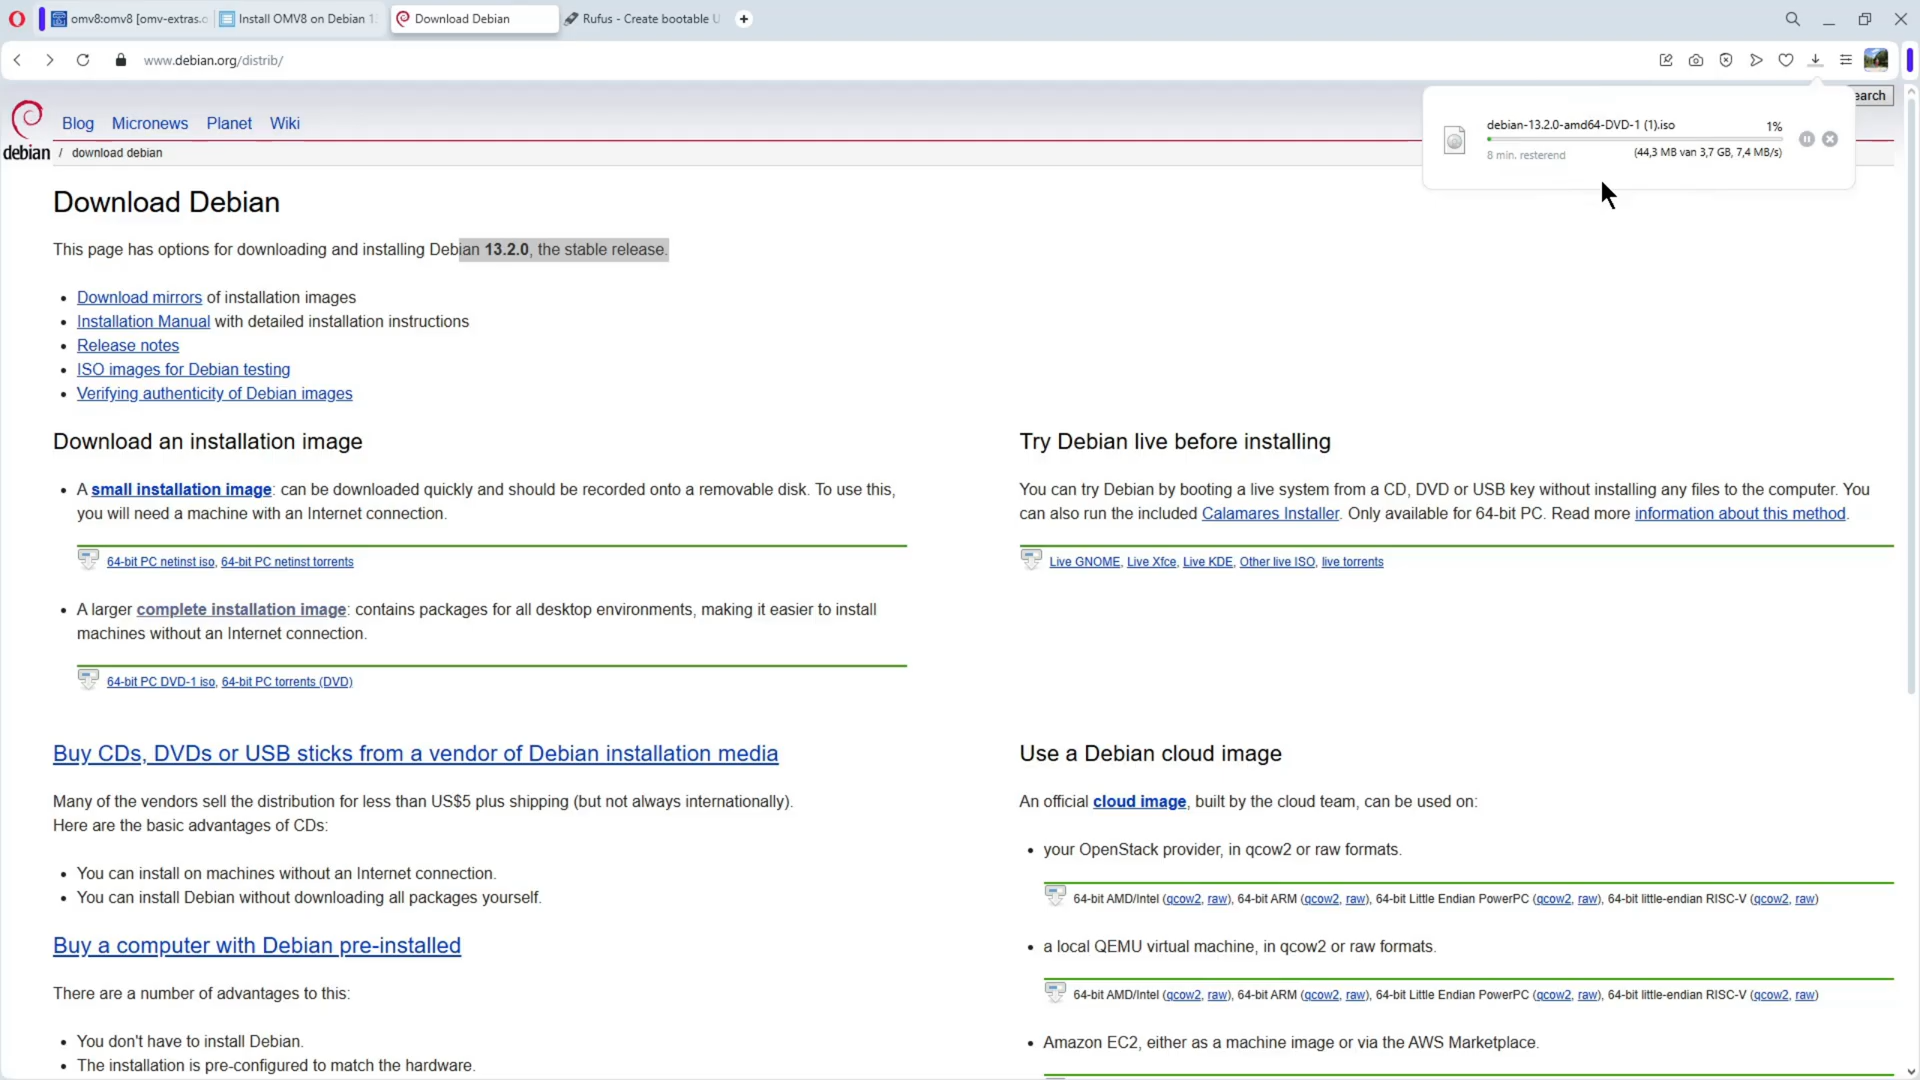 omv8:omv8 [omv-extras.o
Install OMV8 on Debian 1
Download Debian
Rufus - Create bootable U
www.debian.org/distrib/
earch
debian-13.2.0-amd64-DVD-1 (1).iso 1%
8 min. resterend (44,3 MB van 3,7 GB, 7,4 MB/s)
Blog Micronews Planet Wiki
debian / download debian
Download Debian
This page has options for downloading and installing Debian 13.2.0, the stable release.
Download mirrors of installation images
Installation Manual with detailed installation instructions
Release notes
ISO images for Debian testing
Verifying authenticity of Debian images
Download an installation image
A small installation image: can be downloaded quickly and should be recorded onto a removable disk. To use this,
you will need a machine with an Internet connection.
64-bit PC netinst iso, 64-bit PC netinst torrents
A larger complete installation image: contains packages for all desktop environments, making it easier to install
machines without an Internet connection.
64-bit PC DVD-1 iso, 64-bit PC torrents (DVD)
Try Debian live before installing
You can try Debian by booting a live system from a CD, DVD or USB key without installing any files to the computer. You
can also run the included Calamares Installer. Only available for 64-bit PC. Read more information about this method.
Live GNOME, Live Xfce, Live KDE, Other live ISO, live torrents
Buy CDs, DVDs or USB sticks from a vendor of Debian installation media
Many of the vendors sell the distribution for less than US$5 plus shipping (but not always internationally).
Here are the basic advantages of CDs:
You can install on machines without an Internet connection.
You can install Debian without downloading all packages yourself.
Buy a computer with Debian pre-installed
There are a number of advantages to this:
You don't have to install Debian.
The installation is pre-configured to match the hardware.
Use a Debian cloud image
An official cloud image, built by the cloud team, can be used on:
your OpenStack provider, in qcow2 or raw formats.
64-bit AMD/Intel (qcow2, raw), 64-bit ARM (qcow2, raw), 64-bit Little Endian PowerPC (qcow2, raw), 64-bit little-endian RISC-V (qcow2, raw)
a local QEMU virtual machine, in qcow2 or raw formats.
64-bit AMD/Intel (qcow2, raw), 64-bit ARM (qcow2, raw), 64-bit Little Endian PowerPC (qcow2, raw), 64-bit little-endian RISC-V (qcow2, raw)
Amazon EC2, either as a machine image or via the AWS Marketplace.